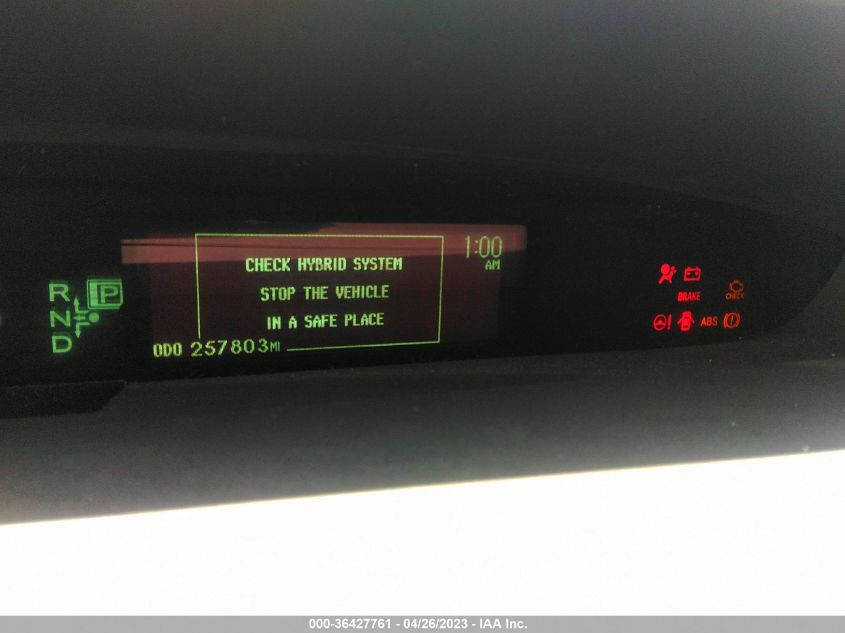 1:00
AM
CHECK HYBRID SYSTEM
STOP THE VEHICLE
IN A SAFE PLACE
ODO 257803MI
R P
N
D
BRAKE
CHECK
ABS
000-36427761 - 04/26/2023 - IAA Inc.